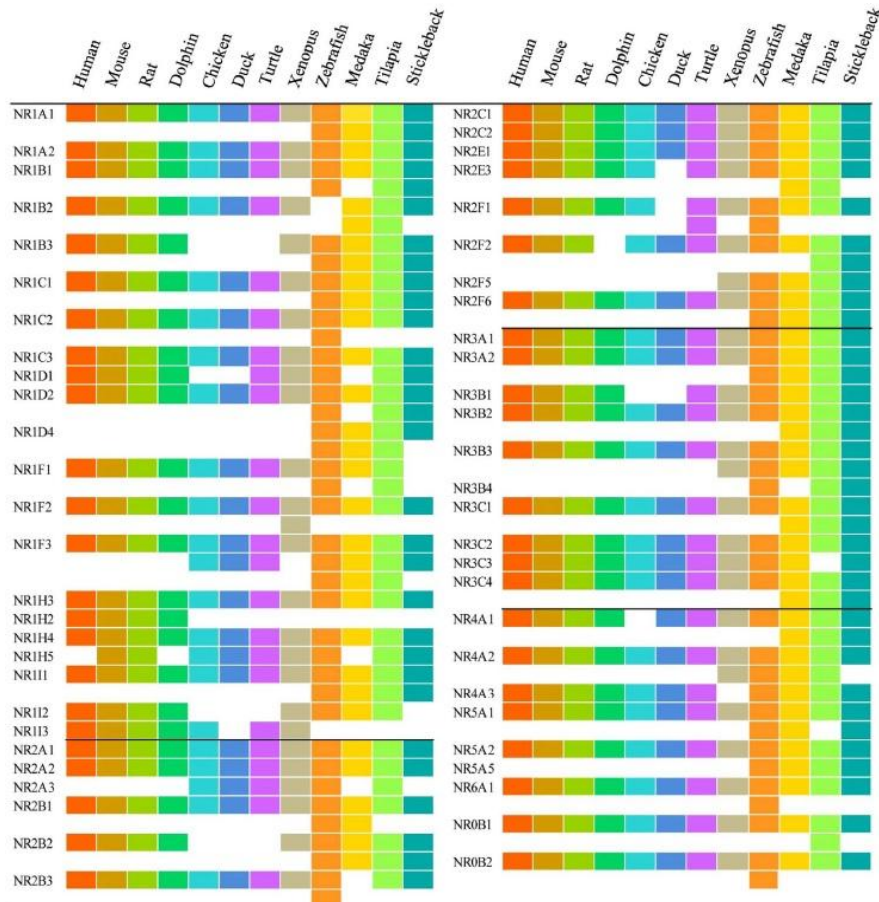 Human Mouse Rat Dolphin Chicken Duck Turtle Xenopus Zebrafish Medaka Tilapia Stickleback
NR1A1
NR1A2
NR1B1
NR1B2
NR1B3
NR1C1
NR1C2
NR1C3
NR1D1
NR1D2
NR1D4
NR1F1
NR1F2
NR1F3
NR1H3
NR1H2
NR1H4
NR1H5
NR1I1
NR1I2
NR1I3
NR2A1
NR2A2
NR2A3
NR2B1
NR2B2
NR2B3
Human Mouse Rat Dolphin Chicken Duck Turtle Xenopus Zebrafish Medaka Tilapia Stickleback
NR2C1
NR2C2
NR2E1
NR2E3
NR2F1
NR2F2
NR2F5
NR2F6
NR3A1
NR3A2
NR3B1
NR3B2
NR3B3
NR3B4
NR3C1
NR3C2
NR3C3
NR3C4
NR4A1
NR4A2
NR4A3
NR5A1
NR5A2
NR5A5
NR6A1
NR0B1
NR0B2